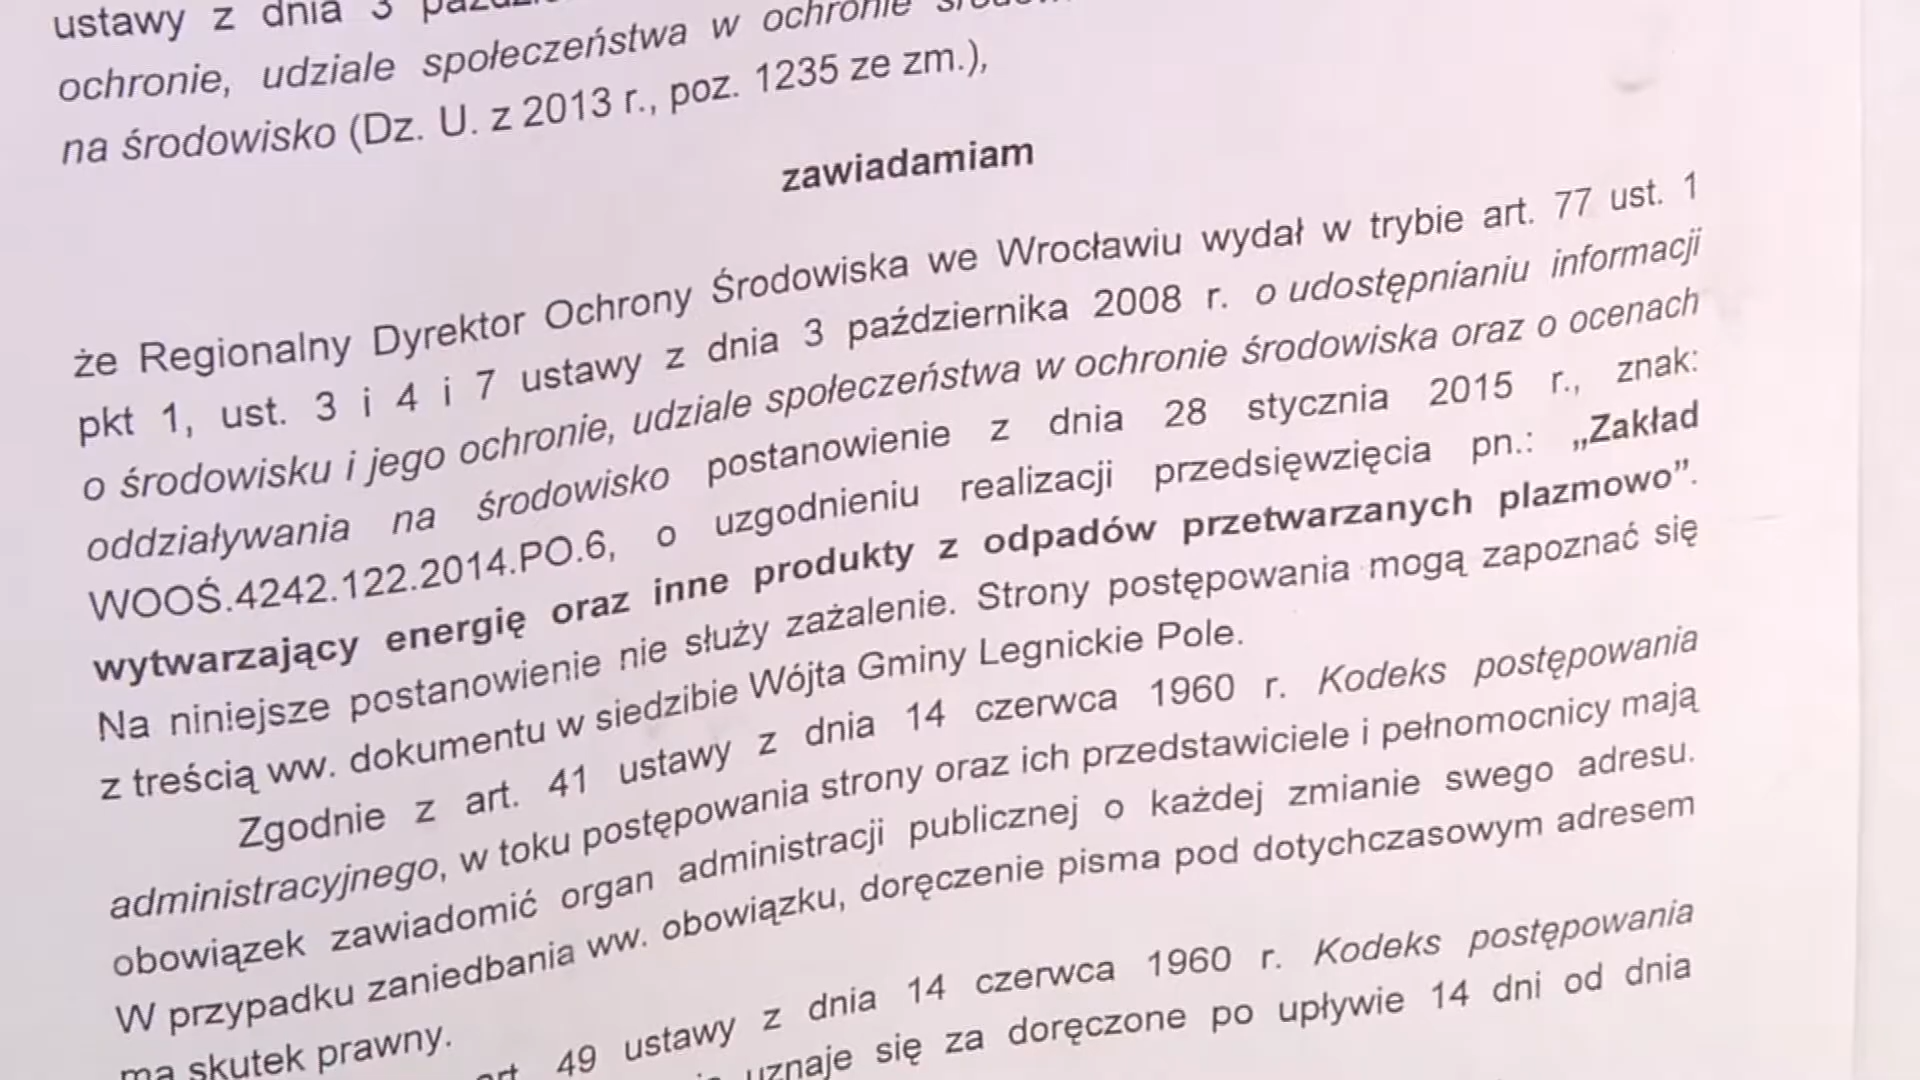 ustawy z dnia 3
ochronie, udziale społeczeństwa w ochronie
na środowisko (Dz. U. z 2013 r., poz. 1235 ze zm.),
zawiadamiam
że Regionalny Dyrektor Ochrony Środowiska we Wrocławiu wydał w trybie art. 77 ust. 1
pkt 1, ust. 3 i 4 i 7 ustawy z dnia 3 października 2008 r. o udostępnianiu informacji
o środowisku i jego ochronie, udziale społeczeństwa w ochronie środowiska oraz o ocenach
oddziaływania na środowisko postanowienie z dnia 28 stycznia 2015 r., znak:
WOOŚ.4242.122.2014.PO.6, o uzgodnieniu realizacji przedsięwzięcia pn.: „Zakład
wytwarzający energię oraz inne produkty z odpadów przetwarzanych plazmowo”.
Na niniejsze postanowienie nie służy zażalenie. Strony postępowania mogą zapoznać się
z treścią ww. dokumentu w siedzibie Wójta Gminy Legnickie Pole.
Zgodnie z art. 41 ustawy z dnia 14 czerwca 1960 r. Kodeks postępowania
administracyjnego, w toku postępowania strony oraz ich przedstawiciele i pełnomocnicy mają
obowiązek zawiadomić organ administracji publicznej o każdej zmianie swego adresu.
W przypadku zaniedbania ww. obowiązku, doręczenie pisma pod dotychczasowym adresem
ma skutek prawny.
art. 49 ustawy z dnia 14 czerwca 1960 r. Kodeks postępowania
uznaje się za doręczone po upływie 14 dni od dnia